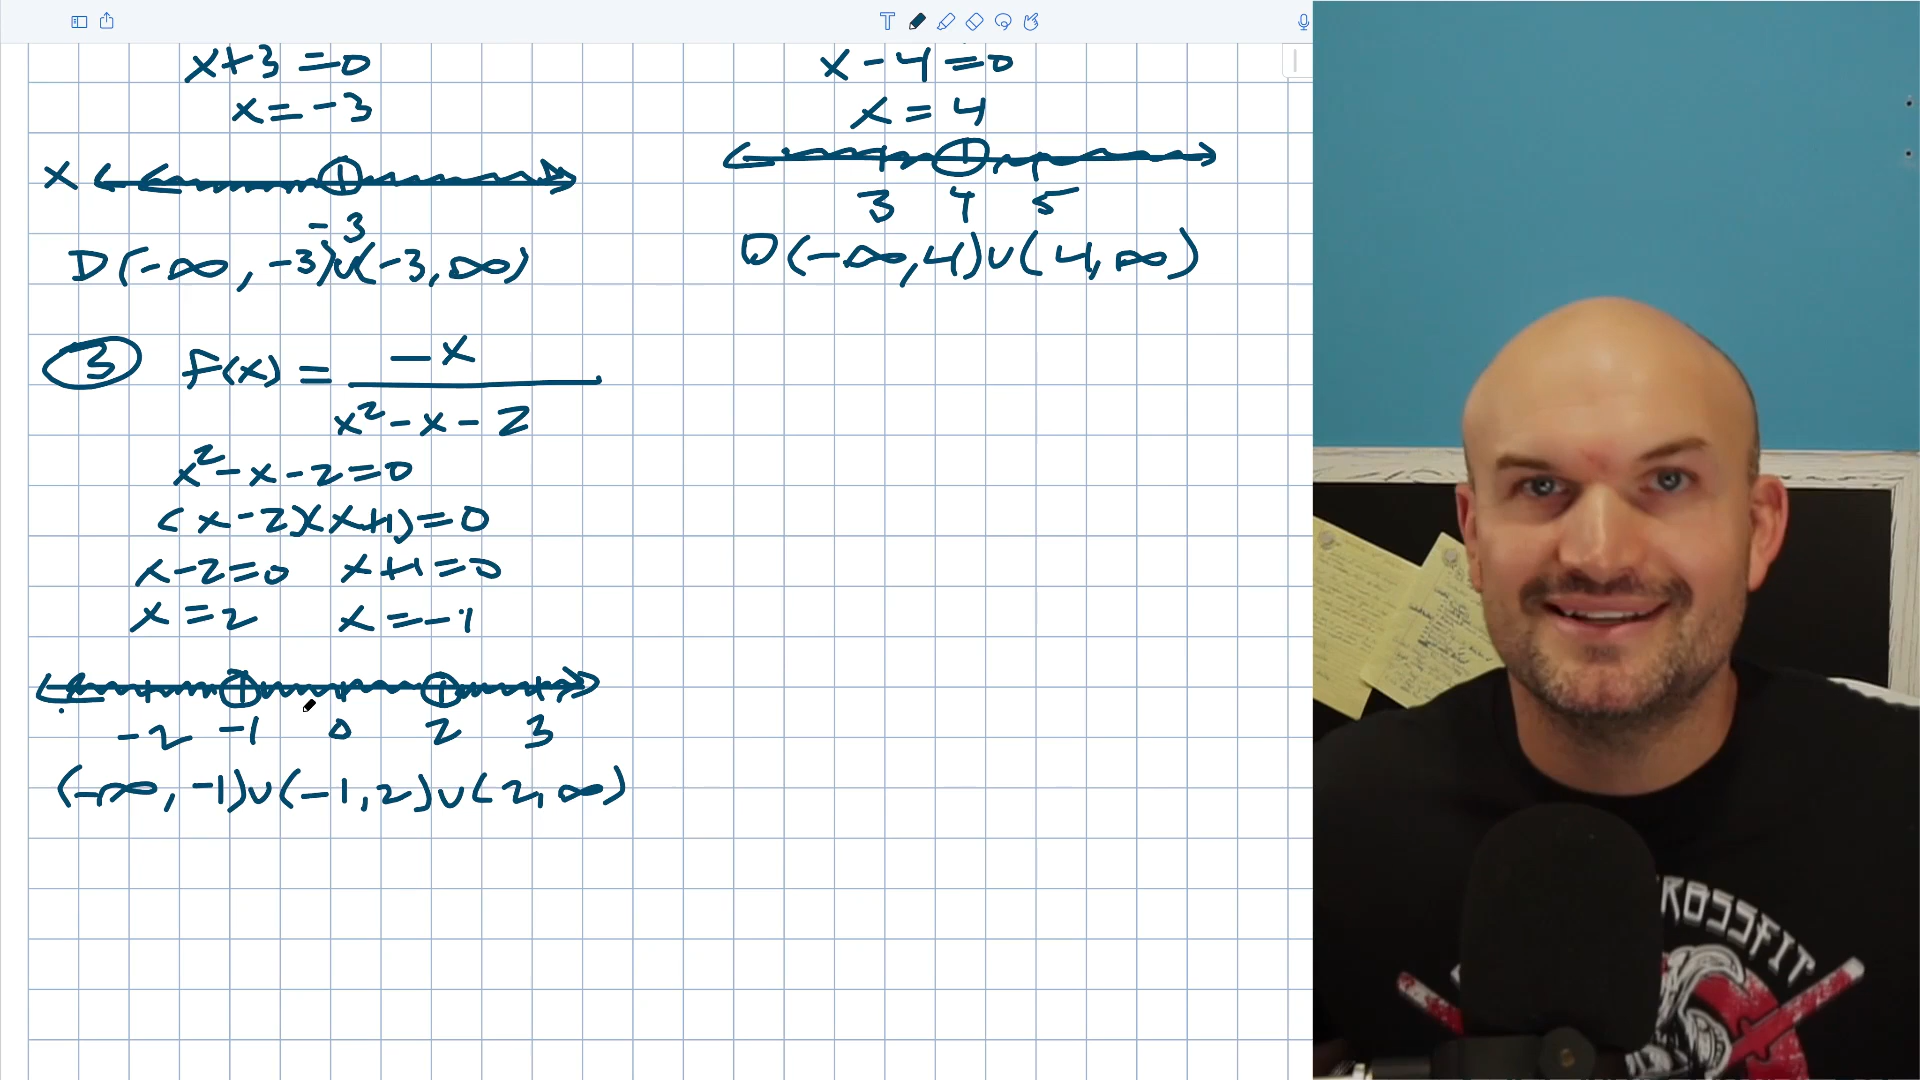 x+3=0
x=-3
x
-3
D(-∞,-3)∪(-3,∞)
x-4=0
x=4
3 4 5
D(-∞,4)∪(4,∞)
3 f(x) = -x
x²-x-2
x²-x-2=0
(x-2)(x+1)=0
x-2=0 x+1=0
x=2 x=-1
-2 -1 0 2 3
(-∞,-1)∪(-1,2)∪(2,∞)
T